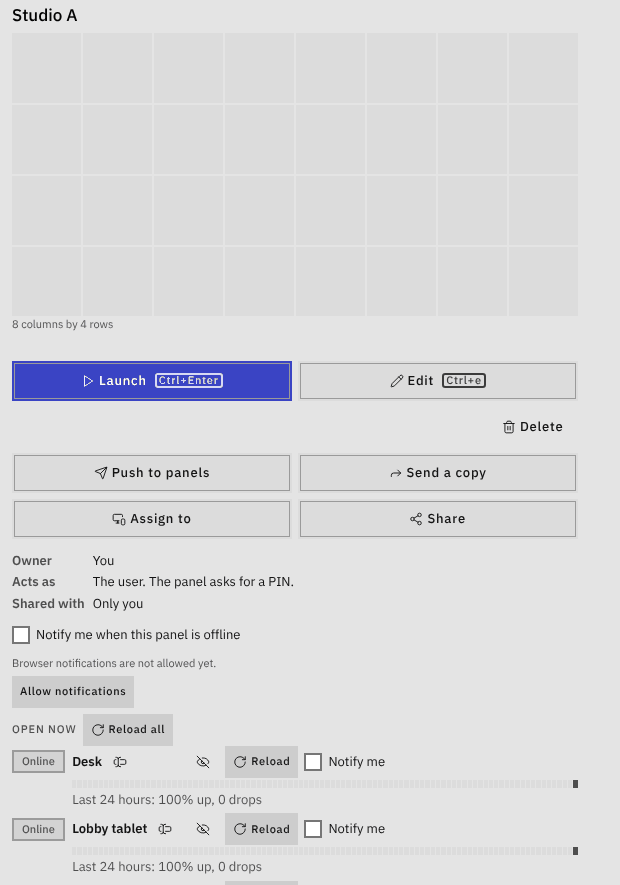 Studio A
8 columns by 4 rows
Launch Ctrl+Enter
Edit Ctrl+e
Delete
Push to panels
Send a copy
Assign to
Share
Owner You
Acts as The user. The panel asks for a PIN.
Shared with Only you
Notify me when this panel is offline
Browser notifications are not allowed yet.
Allow notifications
OPEN NOW Reload all
Online Desk Reload Notify me
Last 24 hours: 100% up, 0 drops
Online Lobby tablet Reload Notify me
Last 24 hours: 100% up, 0 drops